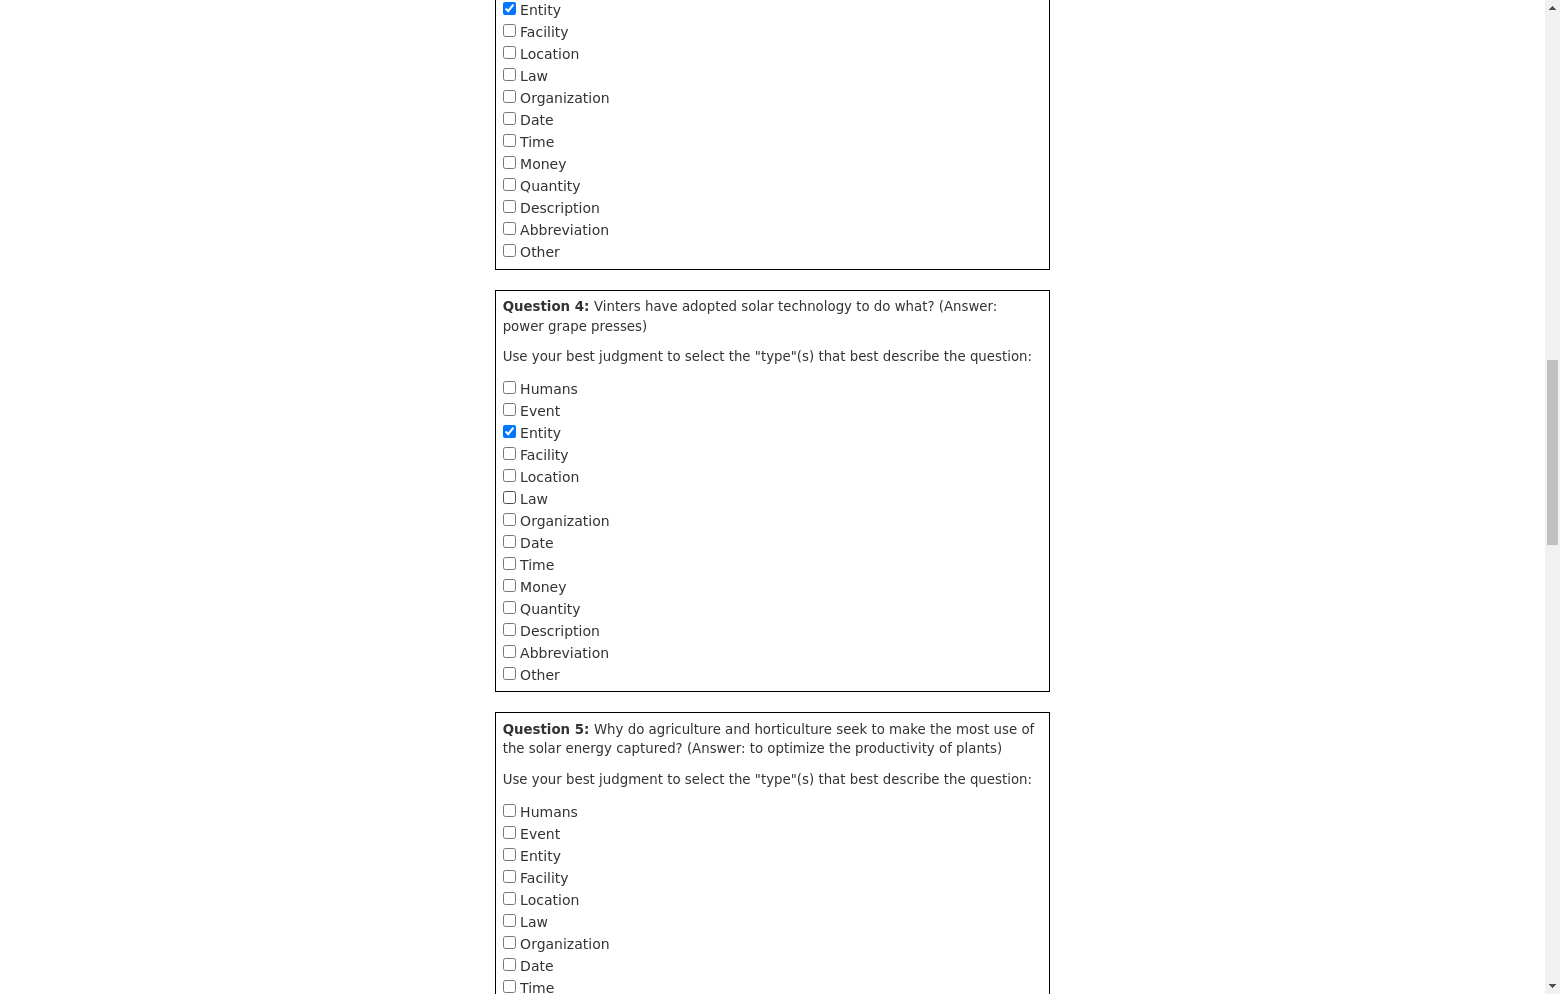 Entity
Facility
Location
Law
Organization
Date
Time
Money
Quantity
Description
Abbreviation
Other
Question 4: Vinters have adopted solar technology to do what? (Answer:
power grape presses)
Use your best judgment to select the "type"(s) that best describe the question:
Humans
Event
Entity
Facility
Location
Law
Organization
Date
Time
Money
Quantity
Description
Abbreviation
Other
Question 5: Why do agriculture and horticulture seek to make the most use of
the solar energy captured? (Answer: to optimize the productivity of plants)
Use your best judgment to select the "type"(s) that best describe the question:
Humans
Event
Entity
Facility
Location
Law
Organization
Date
Time